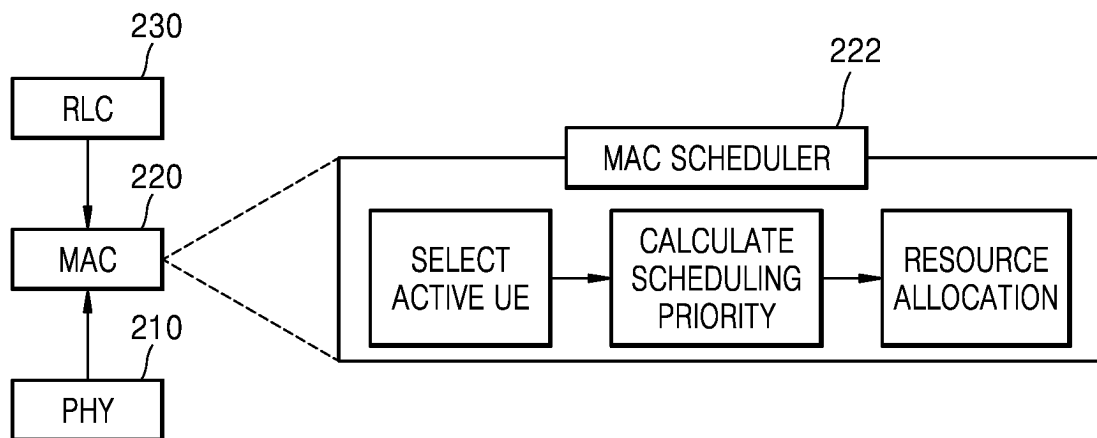 230
RLC
222
MAC SCHEDULER
220
MAC
SELECT
ACTIVE UE
CALCULATE
SCHEDULING
PRIORITY
RESOURCE
ALLOCATION
210
PHY